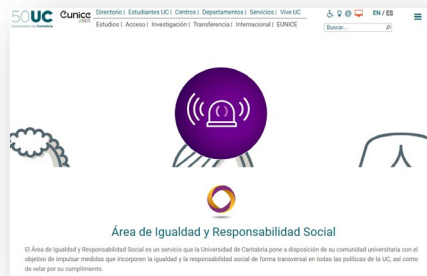 50 UC eunice Directorio | Estudiantes UC | Centros | Departamentos | Servicios | Vive UC EN / ES
Estudios | Acceso | Investigación | Transferencia | Internacional | EUNICE Buscar...
Área de Igualdad y Responsabilidad Social
El Área de Igualdad y Responsabilidad Social es un servicio que la Universidad de Cantabria pone a disposición de su comunidad universitaria con el
objetivo de impulsar medidas que incorporen la igualdad y la responsabilidad social de forma transversal en todas las políticas de la UC, así como
de velar por su cumplimiento.